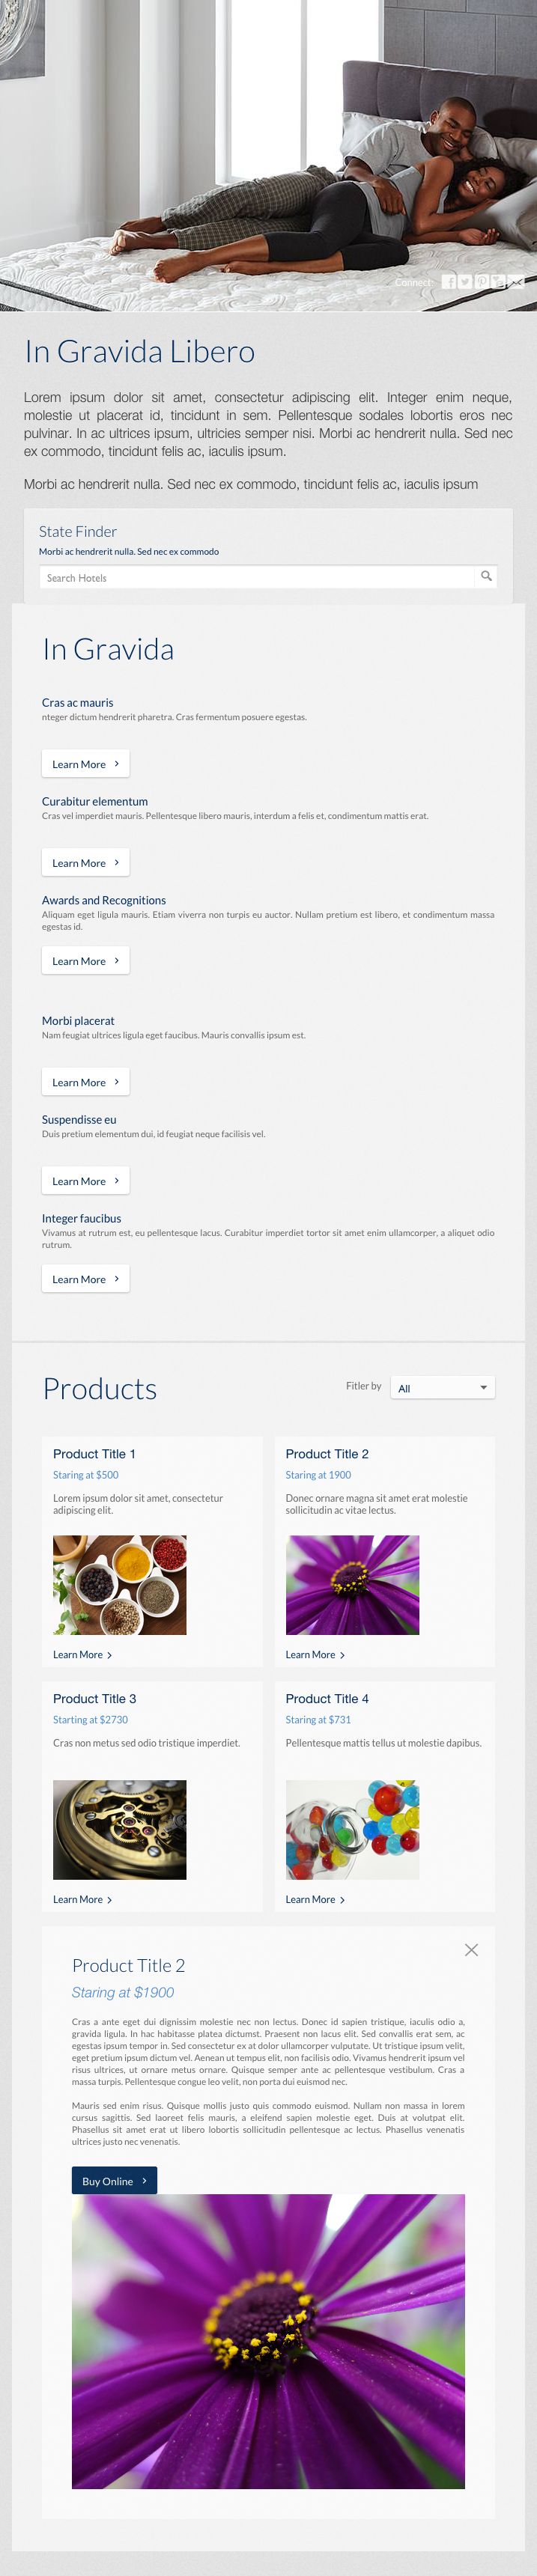 Connect:
In Gravida Libero
Lorem ipsum dolor sit amet, consectetur adipiscing elit. Integer enim neque,
molestie ut placerat id, tincidunt in sem. Pellentesque sodales lobortis eros nec
pulvinar. In ac ultrices ipsum, ultricies semper nisi. Morbi ac hendrerit nulla. Sed nec
ex commodo, tincidunt felis ac, iaculis ipsum.
Morbi ac hendrerit nulla. Sed nec ex commodo, tincidunt felis ac, iaculis ipsum
State Finder
Morbi ac hendrerit nulla. Sed nec ex commodo
Search Hotels
In Gravida
Cras ac mauris
nteger dictum hendrerit pharetra. Cras fermentum posuere egestas.
Learn More
Curabitur elementum
Cras vel imperdiet mauris. Pellentesque libero mauris, interdum a felis et, condimentum mattis erat.
Learn More
Awards and Recognitions
Aliquam eget ligula mauris. Etiam viverra non turpis eu auctor. Nullam pretium est libero, et condimentum massa
egestas id.
Learn More
Morbi placerat
Nam feugiat ultrices ligula eget faucibus. Mauris convallis ipsum est.
Learn More
Suspendisse eu
Duis pretium elementum dui, id feugiat neque facilisis vel.
Learn More
Integer faucibus
Vivamus at rutrum est, eu pellentesque lacus. Curabitur imperdiet tortor sit amet enim ullamcorper, a aliquet odio
rutrum.
Learn More
Products
Fitler by
All
Product Title 1
Staring at $500
Lorem ipsum dolor sit amet, consectetur
adipiscing elit.
Learn More
Product Title 2
Staring at 1900
Donec ornare magna sit amet erat molestie
sollicitudin ac vitae lectus.
Learn More
Product Title 3
Starting at $2730
Cras non metus sed odio tristique imperdiet.
Learn More
Product Title 4
Staring at $731
Pellentesque mattis tellus ut molestie dapibus.
Learn More
Product Title 2
Staring at $1900
Cras a ante eget dui dignissim molestie nec non lectus. Donec id sapien tristique, iaculis odio a,
gravida ligula. In hac habitasse platea dictumst. Praesent non lacus elit. Sed convallis erat sem, ac
egestas ipsum tempor in. Sed consectetur ex at dolor ullamcorper vulputate. Ut tristique ipsum velit,
eget pretium ipsum dictum vel. Aenean ut tempus elit, non facilisis odio. Vivamus hendrerit ipsum vel
risus ultrices, ut ornare metus ornare. Quisque semper ante ac pellentesque vestibulum. Cras a
massa turpis. Pellentesque congue leo velit, non porta dui euismod nec.
Mauris sed enim risus. Quisque mollis justo quis commodo euismod. Nullam non massa in lorem
cursus sagittis. Sed laoreet felis mauris, a eleifend sapien molestie eget. Duis at volutpat elit.
Phasellus sit amet erat ut libero lobortis sollicitudin pellentesque ac lectus. Phasellus venenatis
ultrices justo nec venenatis.
Buy Online